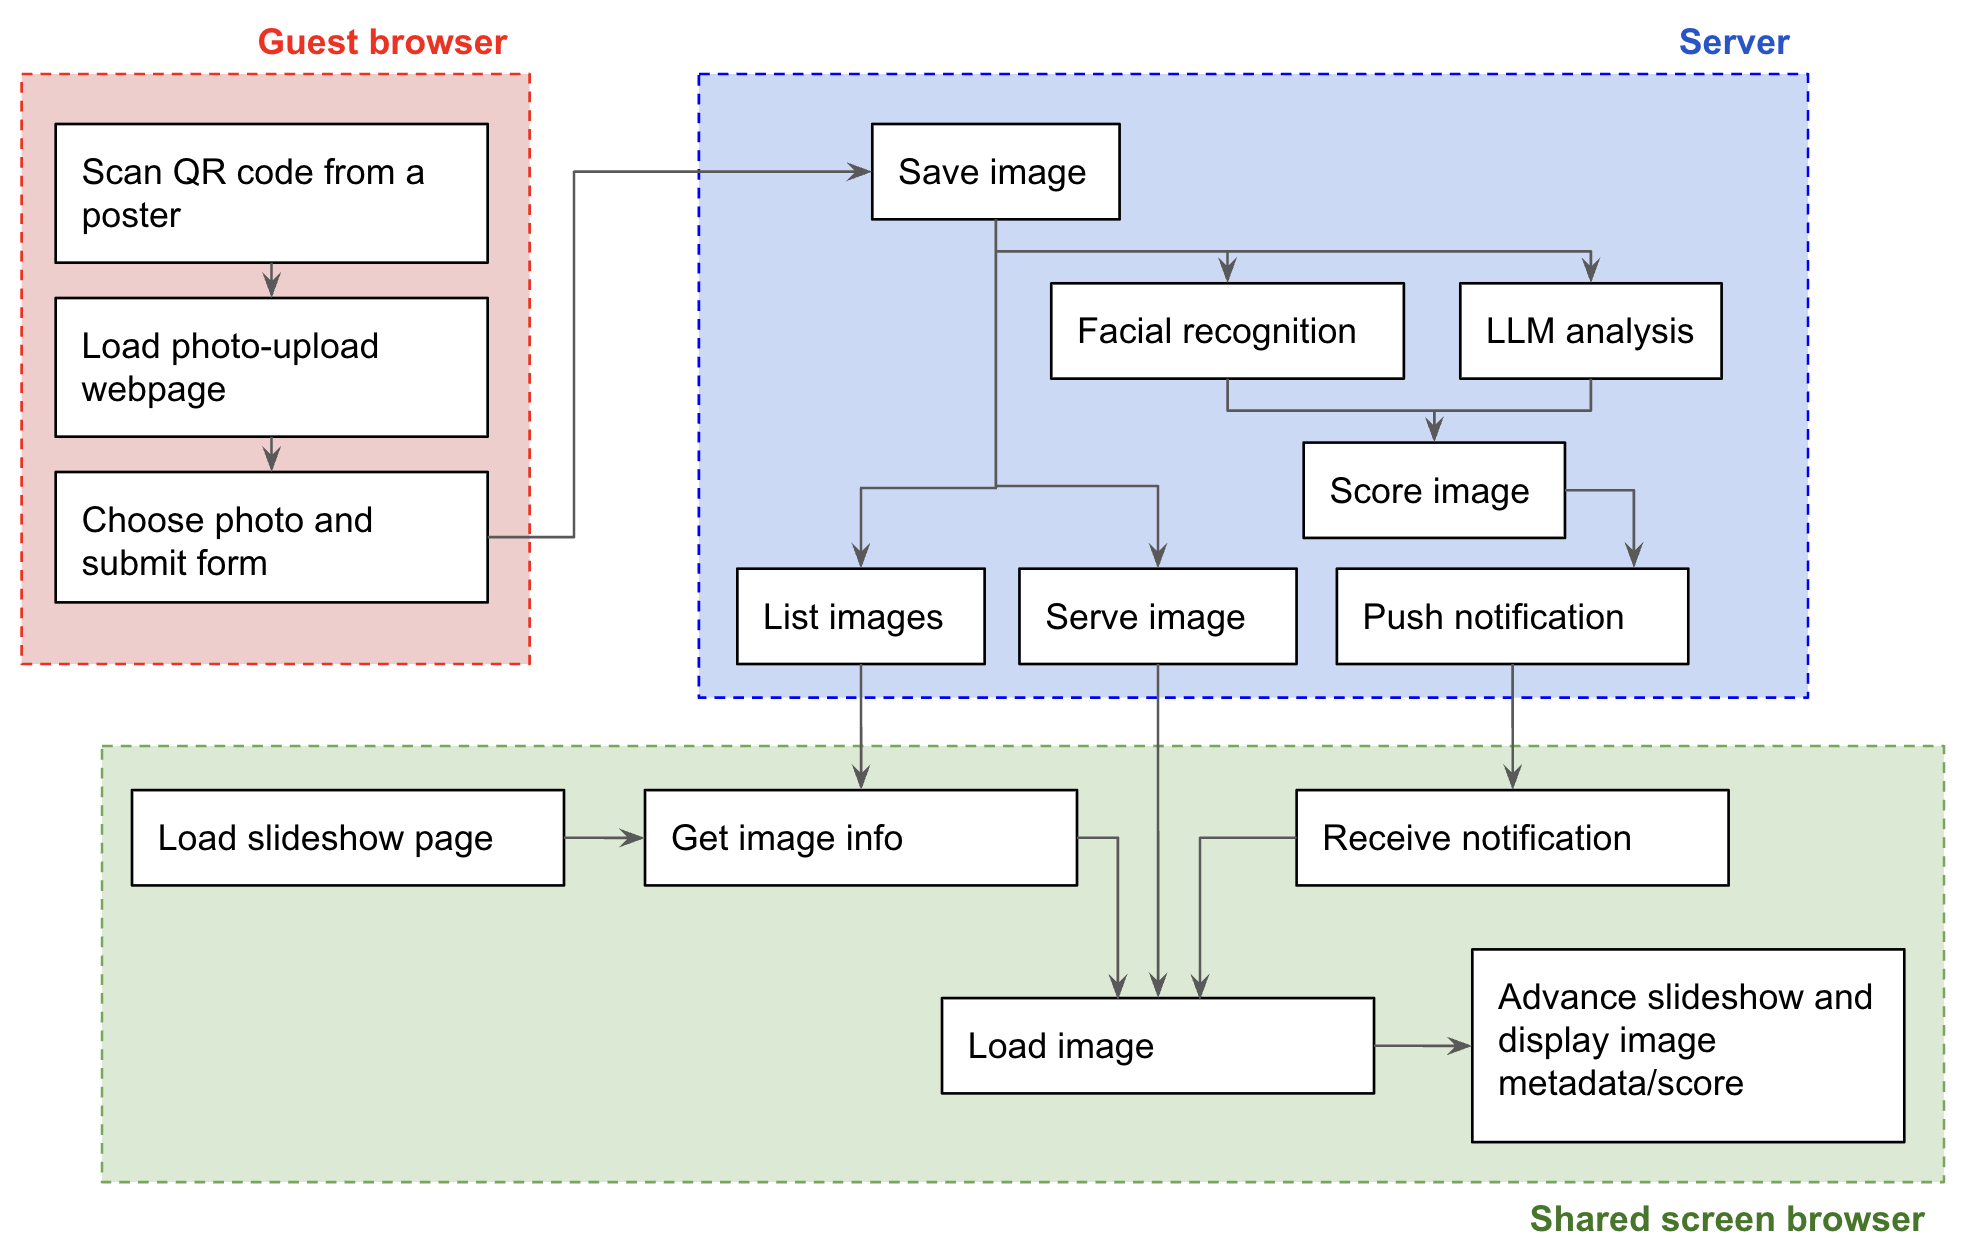 Guest browser
Scan QR code from a
poster
Load photo-upload
webpage
Choose photo and
submit form
Server
Save image
Facial recognition
LLM analysis
Score image
List images
Serve image
Push notification
Load slideshow page
Get image info
Receive notification
Load image
Advance slideshow and
display image
metadata/score
Shared screen browser